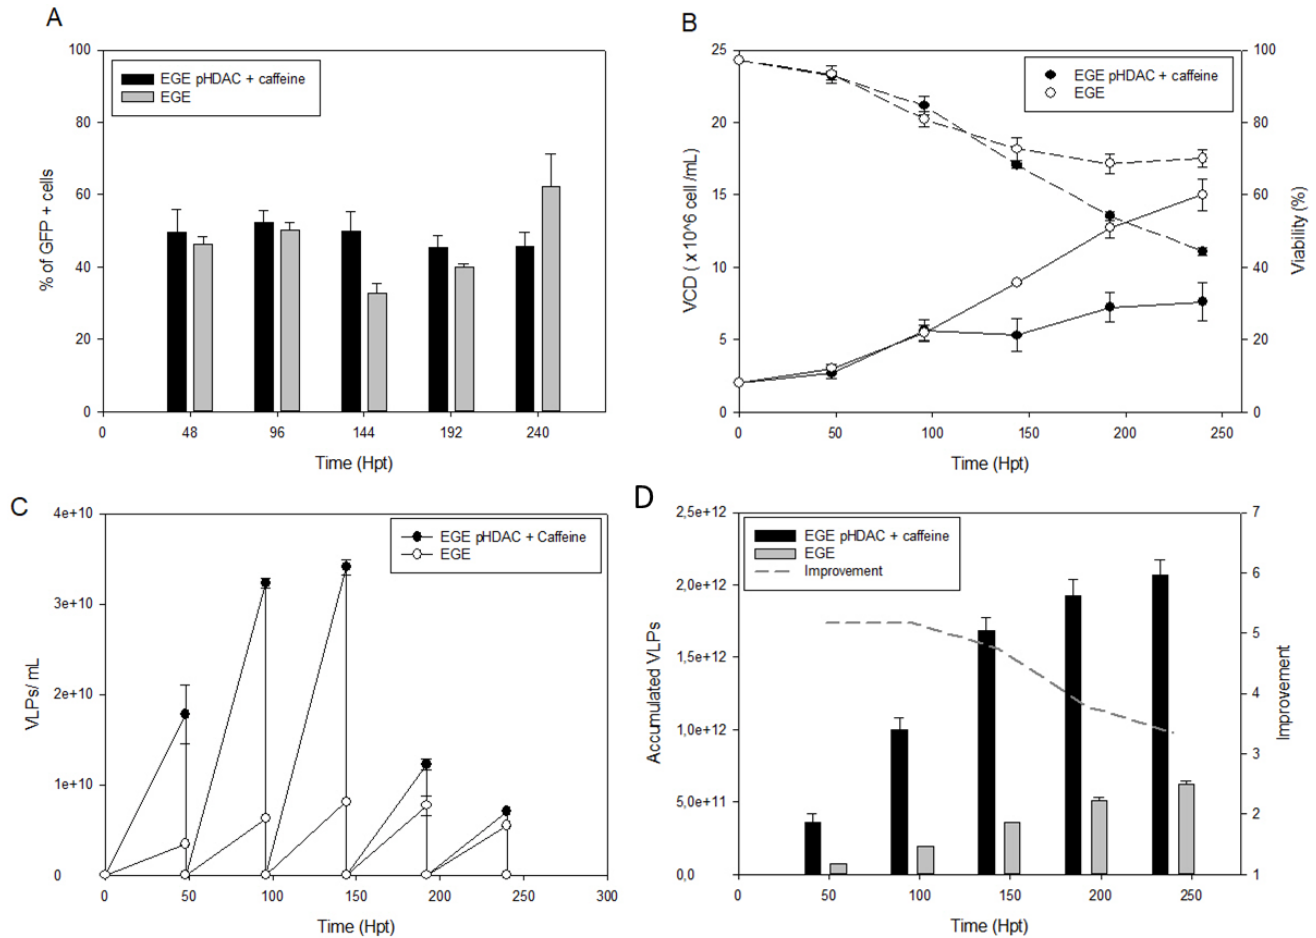 A
100
80
60
40
20
0
% of GFP + cells
EGE pHDAC + caffeine
EGE
0 48 96 144 192 240
Time (Hpt)
B
25
20
15
10
5
0
VCD ( x 10^6 cell /mL)
EGE pHDAC + caffeine
EGE
100
80
60
40
20
0
Viability (%)
0 50 100 150 200 250
Time (Hpt)
C
4e+10
3e+10
2e+10
1e+10
0
VLPs/ mL
EGE pHDAC + Caffeine
EGE
0 50 100 150 200 250 300
Time (Hpt)
D
2,5e+12
2,0e+12
1,5e+12
1,0e+12
5,0e+11
0,0
Accumulated VLPs
EGE pHDAC + caffeine
EGE
Improvement
7
6
5
4
3
2
1
Improvement
0 50 100 150 200 250
Time (Hpt)